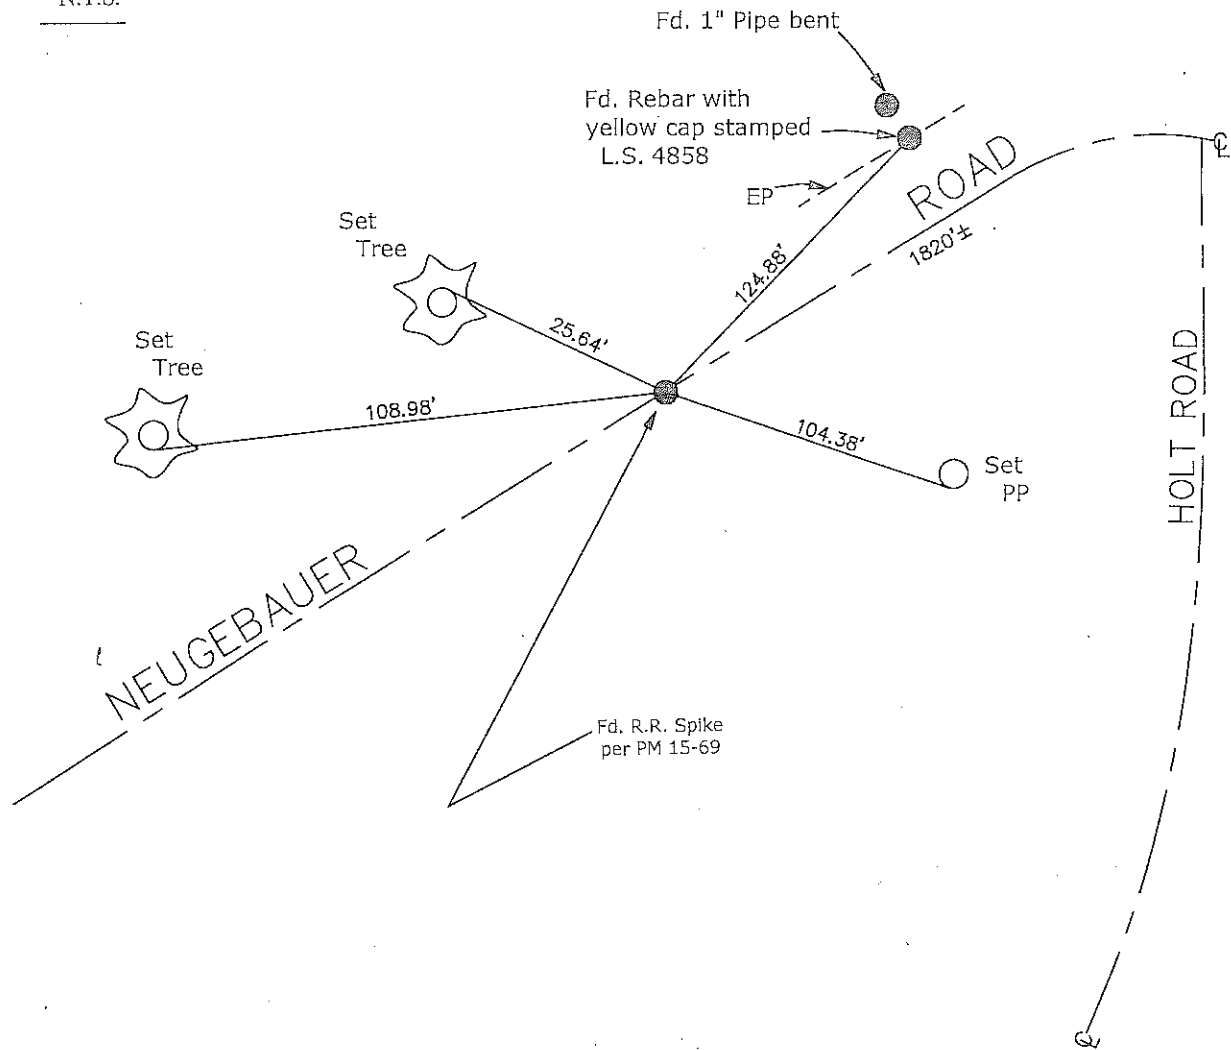 N.T.S.
Fd. 1" Pipe bent
Fd. Rebar with
yellow cap stamped
L.S. 4858
EP
ROAD
1820'±
Set
Tree
124.88'
25.64'
Set
Tree
108.98'
104.38'
Set
PP
HOLT ROAD
NEUGEBAUER
Fd. R.R. Spike
per PM 15-69